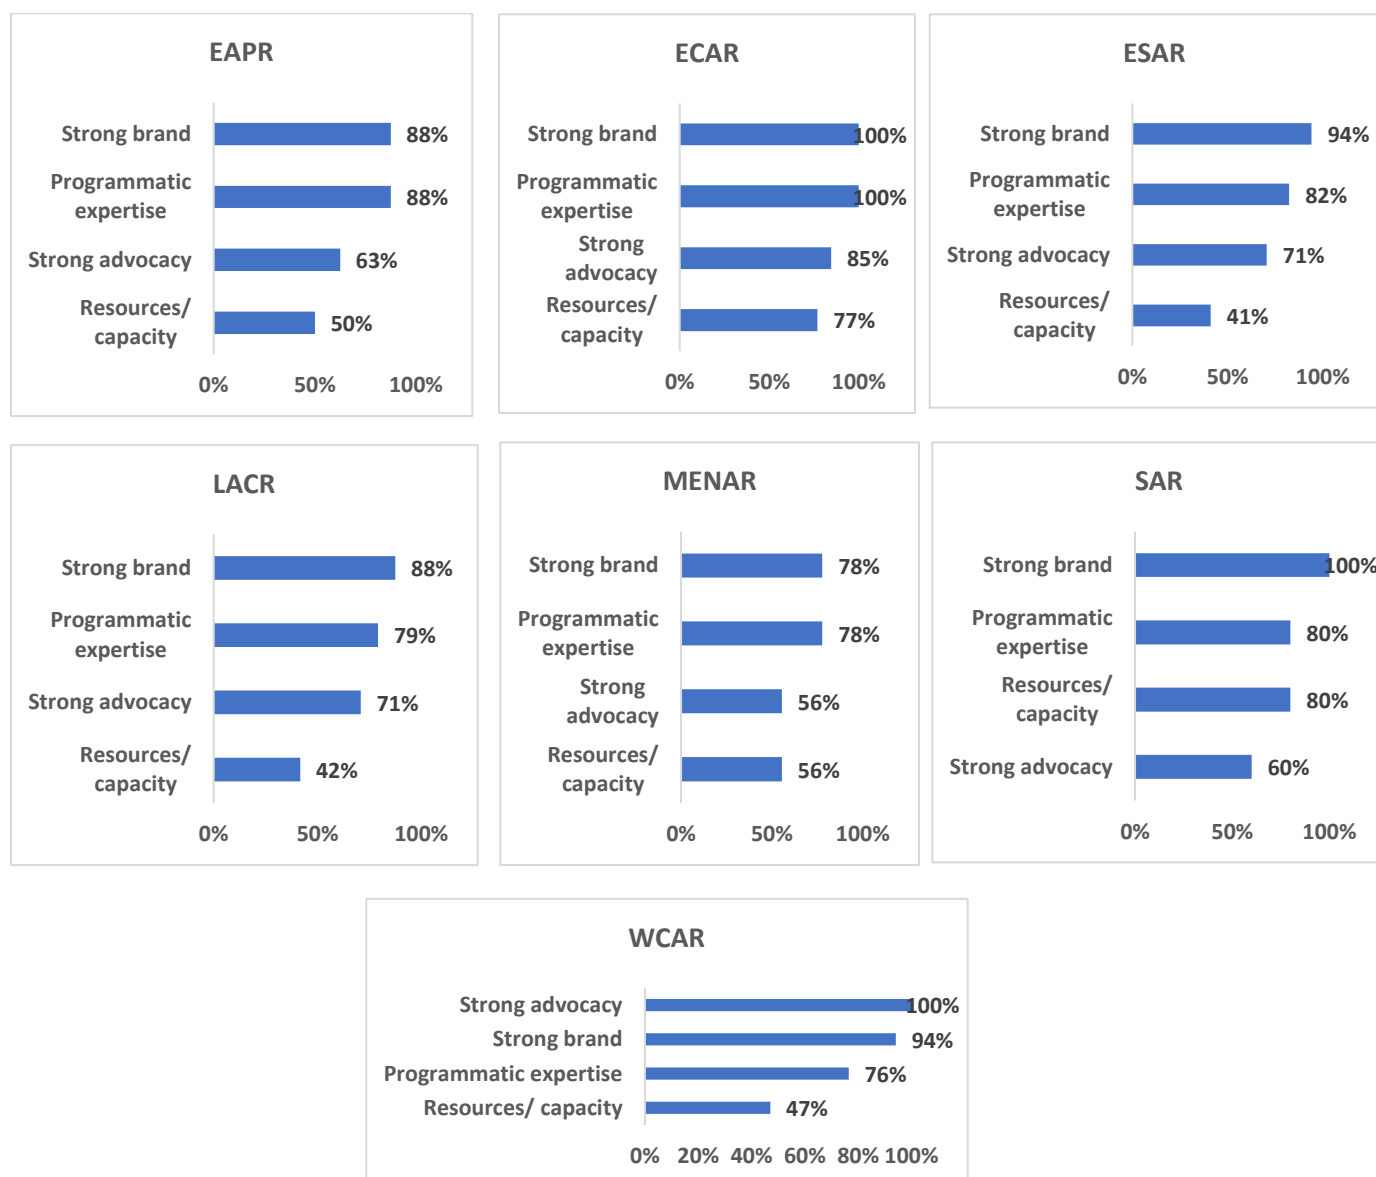 EAPR
Strong brand
88%
Programmatic
expertise
88%
Strong advocacy
63%
Resources/
capacity
50%
0% 50% 100%
ECAR
Strong brand
100%
Programmatic
expertise
100%
Strong
advocacy
85%
Resources/
capacity
77%
0% 50% 100%
ESAR
Strong brand
94%
Programmatic
expertise
82%
Strong advocacy
71%
Resources/
capacity
41%
0% 50% 100%
LACR
Strong brand
88%
Programmatic
expertise
79%
Strong advocacy
71%
Resources/
capacity
42%
0% 50% 100%
MENAR
Strong brand
78%
Programmatic
expertise
78%
Strong
advocacy
56%
Resources/
capacity
56%
0% 50% 100%
SAR
Strong brand
100%
Programmatic
expertise
80%
Resources/
capacity
80%
Strong advocacy
60%
0% 50% 100%
WCAR
Strong advocacy
100%
Strong brand
94%
Programmatic expertise
76%
Resources/ capacity
47%
0% 20% 40% 60% 80% 100%